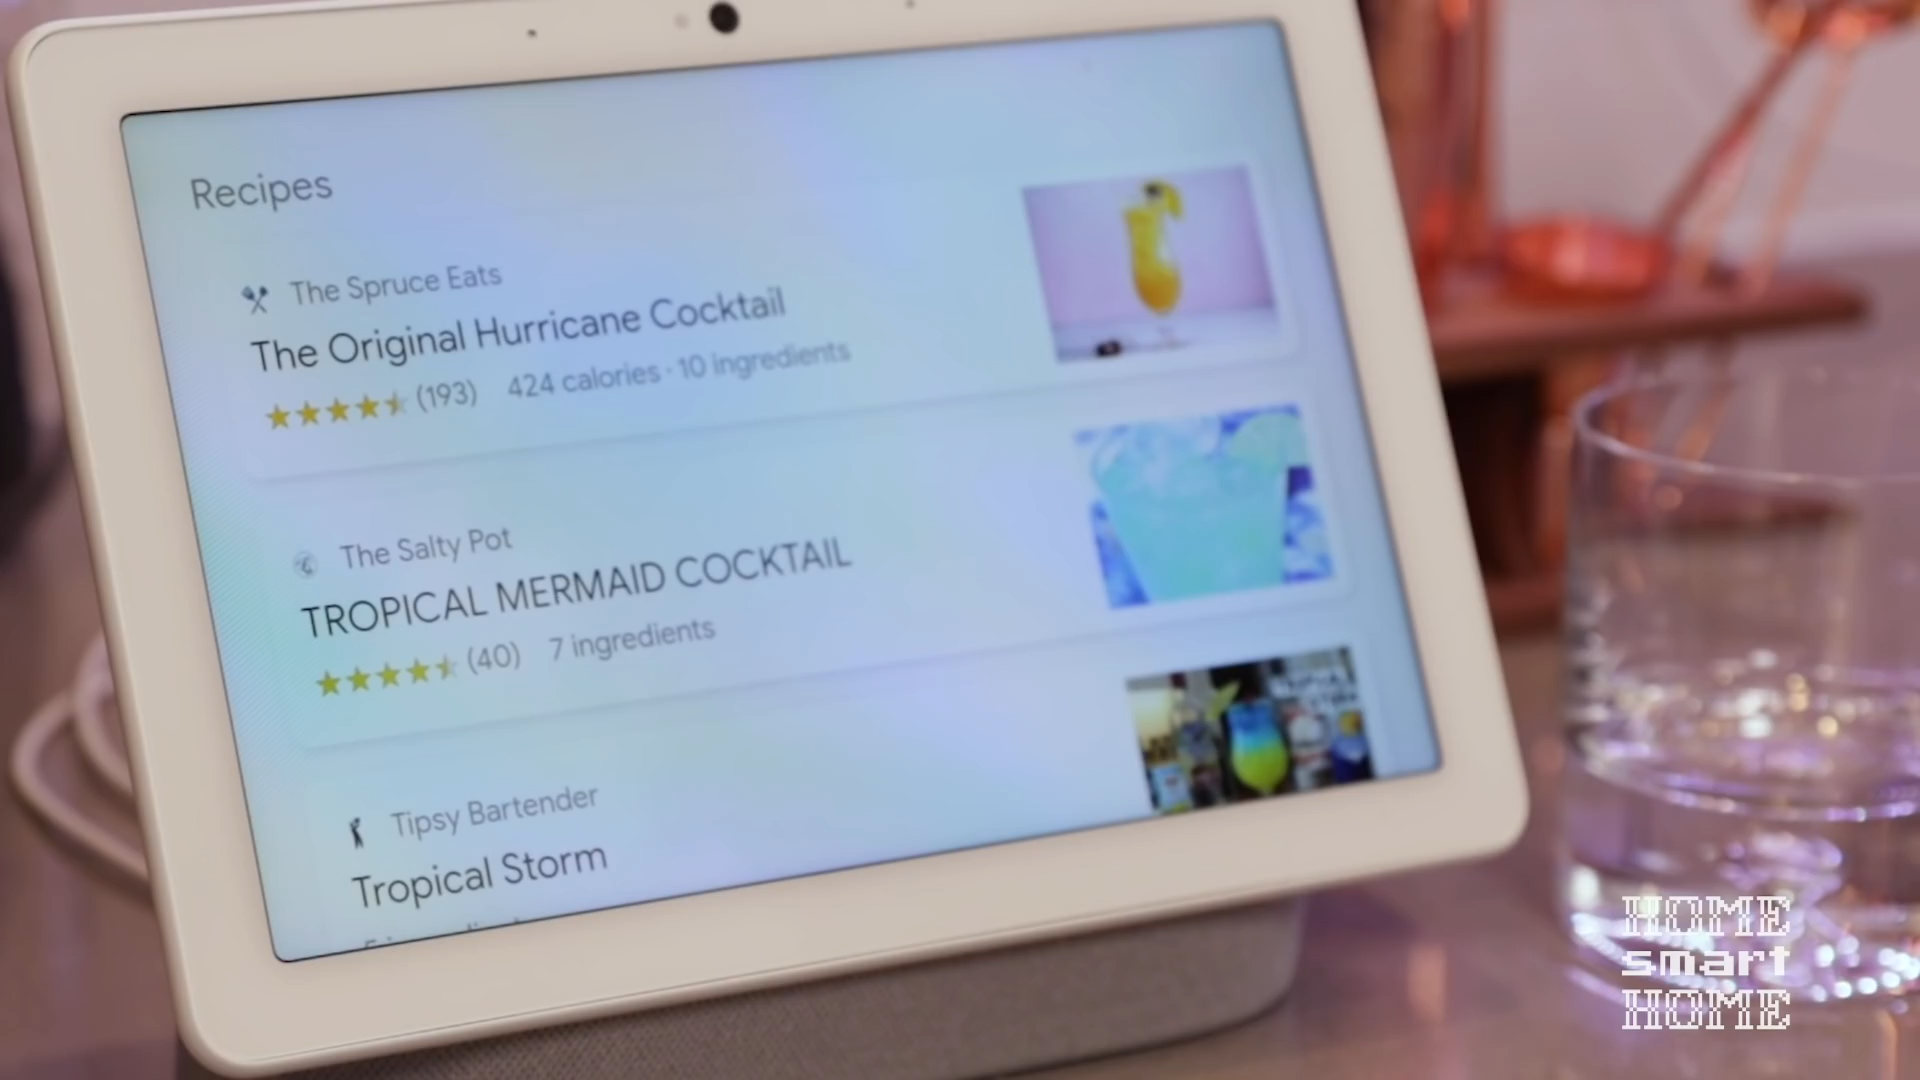 Recipes
The Spruce Eats
The Original Hurricane Cocktail
(193) 424 calories · 10 ingredients
The Salty Pot
TROPICAL MERMAID COCKTAIL
(40) 7 ingredients
Tipsy Bartender
Tropical Storm
HOME
smart
HOME